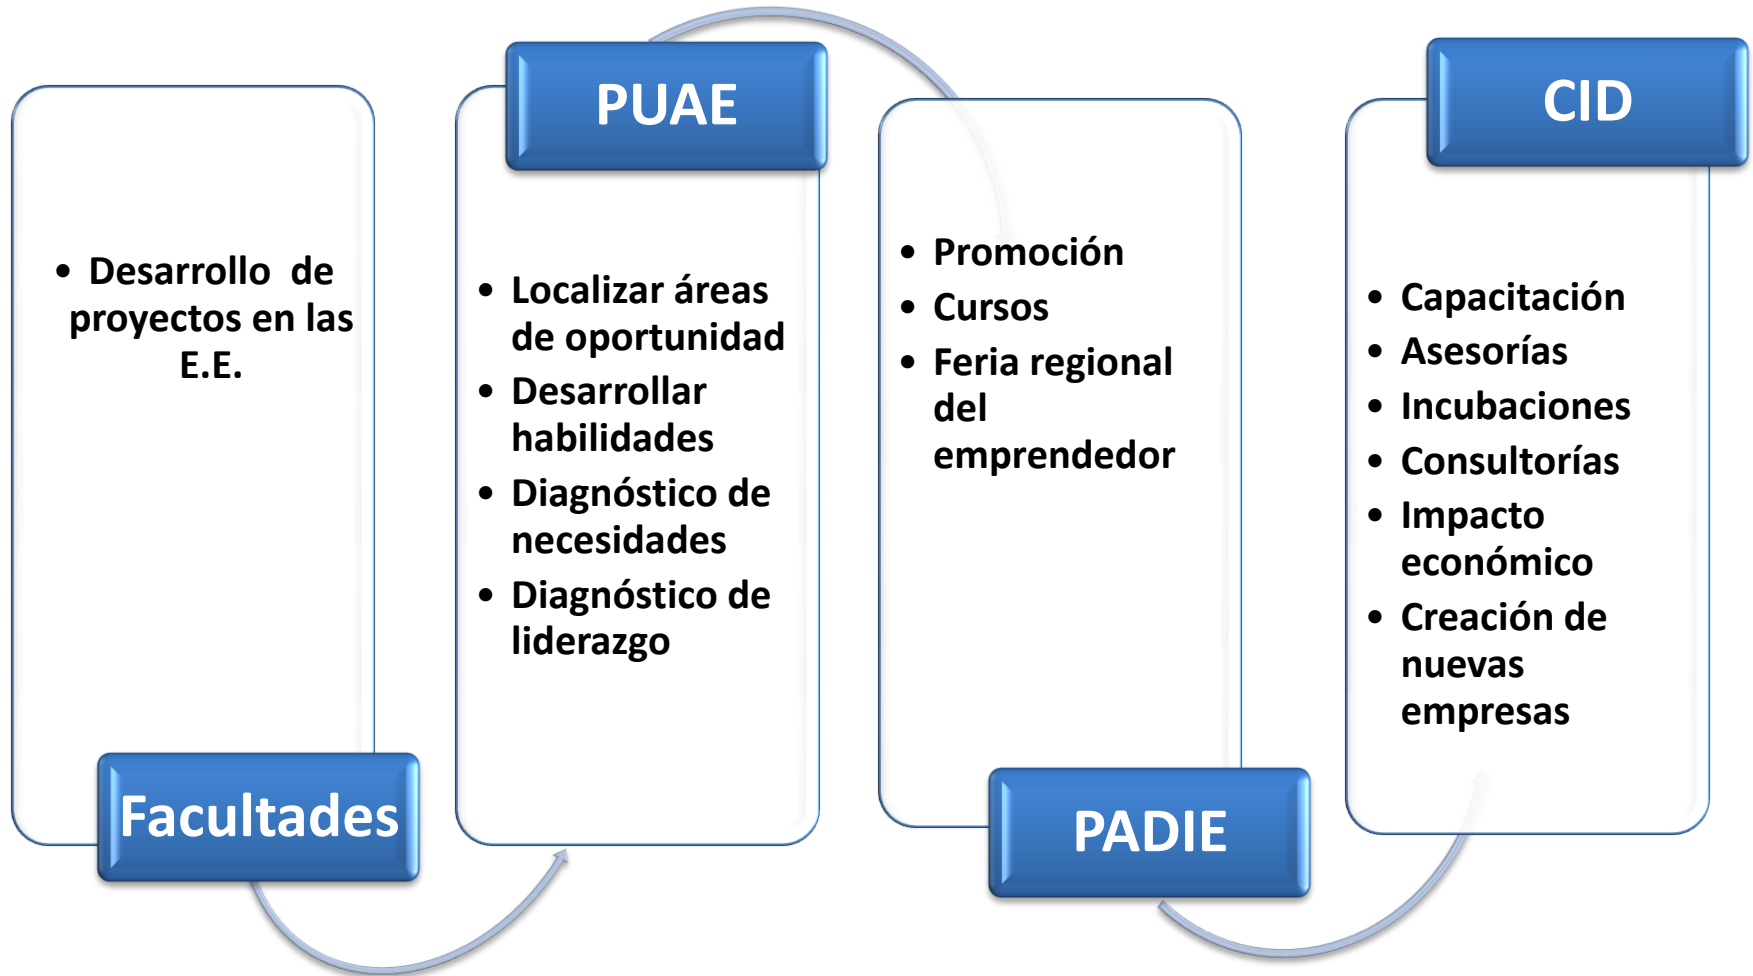 • Desarrollo de
proyectos en las
E.E.
Facultades
PUAE
• Localizar áreas
de oportunidad
• Desarrollar
habilidades
• Diagnóstico de
necesidades
• Diagnóstico de
liderazgo
• Promoción
• Cursos
• Feria regional
del
emprendedor
PADIE
CID
• Capacitación
• Asesorías
• Incubaciones
• Consultorías
• Impacto
económico
• Creación de
nuevas
empresas